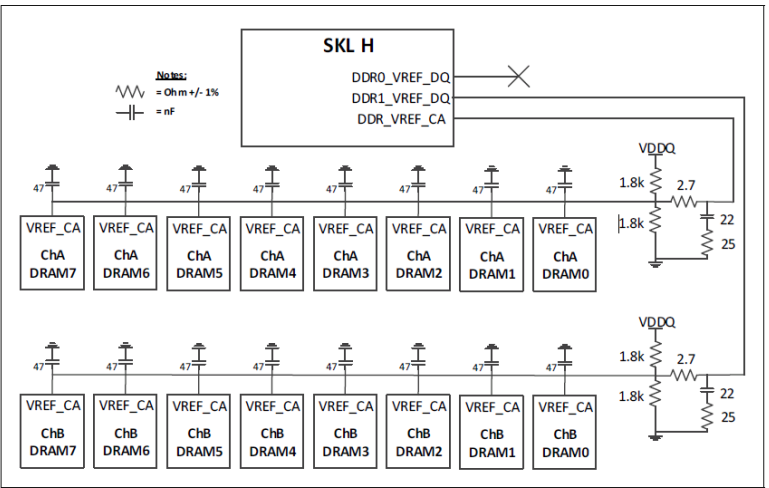 SKL H
Notes:
= Ohm +/- 1%
= nF
DDR0_VREF_DQ
DDR1_VREF_DQ
DDR_VREF_CA
VDDQ
1.8k
2.7
1.8k
22
25
47 47 47 47 47 47 47 47
VREF_CA VREF_CA VREF_CA VREF_CA VREF_CA VREF_CA VREF_CA VREF_CA
ChA ChA ChA ChA ChA ChA ChA ChA
DRAM7 DRAM6 DRAM5 DRAM4 DRAM3 DRAM2 DRAM1 DRAM0
VDDQ
1.8k
2.7
1.8k
22
25
47 47 47 47 47 47 47 47
VREF_CA VREF_CA VREF_CA VREF_CA VREF_CA VREF_CA VREF_CA VREF_CA
ChB ChB ChB ChB ChB ChB ChB ChB
DRAM7 DRAM6 DRAM5 DRAM4 DRAM3 DRAM2 DRAM1 DRAM0